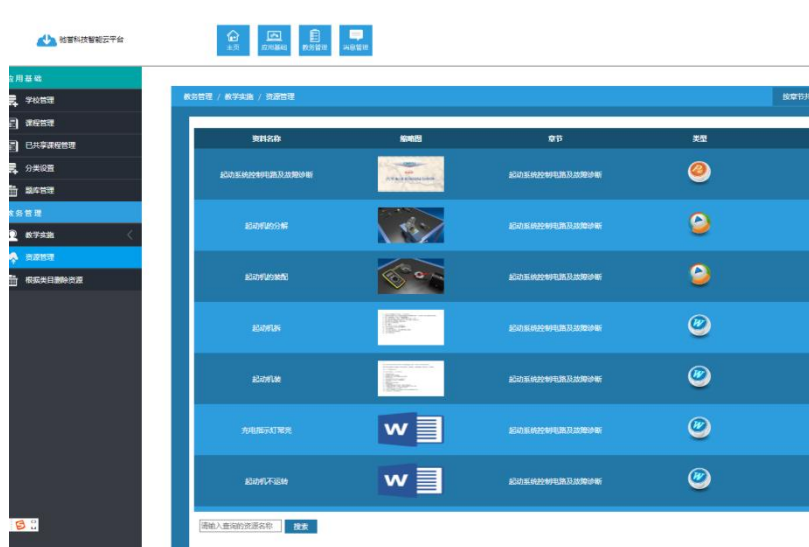 驰誉科技智能云平台
主页 应用基础 教务管理 消息管理
应用基础
学校管理
课程管理
已共享课程管理
分类设置
题库管理
教务管理
教学实施
资源管理
根据类目删除资源
教务管理 / 教学实施 / 资源管理
按章节共
资料名称 缩略图 章节 类型
起动系统控制电路及故障诊断 起动系统控制电路及故障诊断
起动机的分解 起动系统控制电路及故障诊断
起动机的装配 起动系统控制电路及故障诊断
起动机拆 起动系统控制电路及故障诊断 W
起动机装 起动系统控制电路及故障诊断 W
充电指示灯常亮 W 起动系统控制电路及故障诊断 W
起动机不运转 W 起动系统控制电路及故障诊断 W
请输入查询的资源名称 搜索